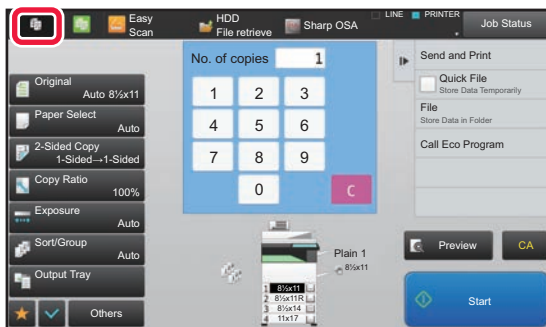 Easy
Scan
HDD
File retrieve
Sharp OSA
LINE
PRINTER
Job Status
Original
Auto 8½x11
Paper Select
Auto
2-Sided Copy
1-Sided→1-Sided
Copy Ratio
100%
Exposure
Auto
Sort/Group
Auto
Output Tray
Others
No. of copies 1
1 2 3
4 5 6
7 8 9
0 C
Plain 1
8½x11
1 8½x11
2 8½x11R
3 8½x14
4 11x17
Send and Print
Quick File
Store Data Temporarily
File
Store Data in Folder
Call Eco Program
Preview
CA
Start